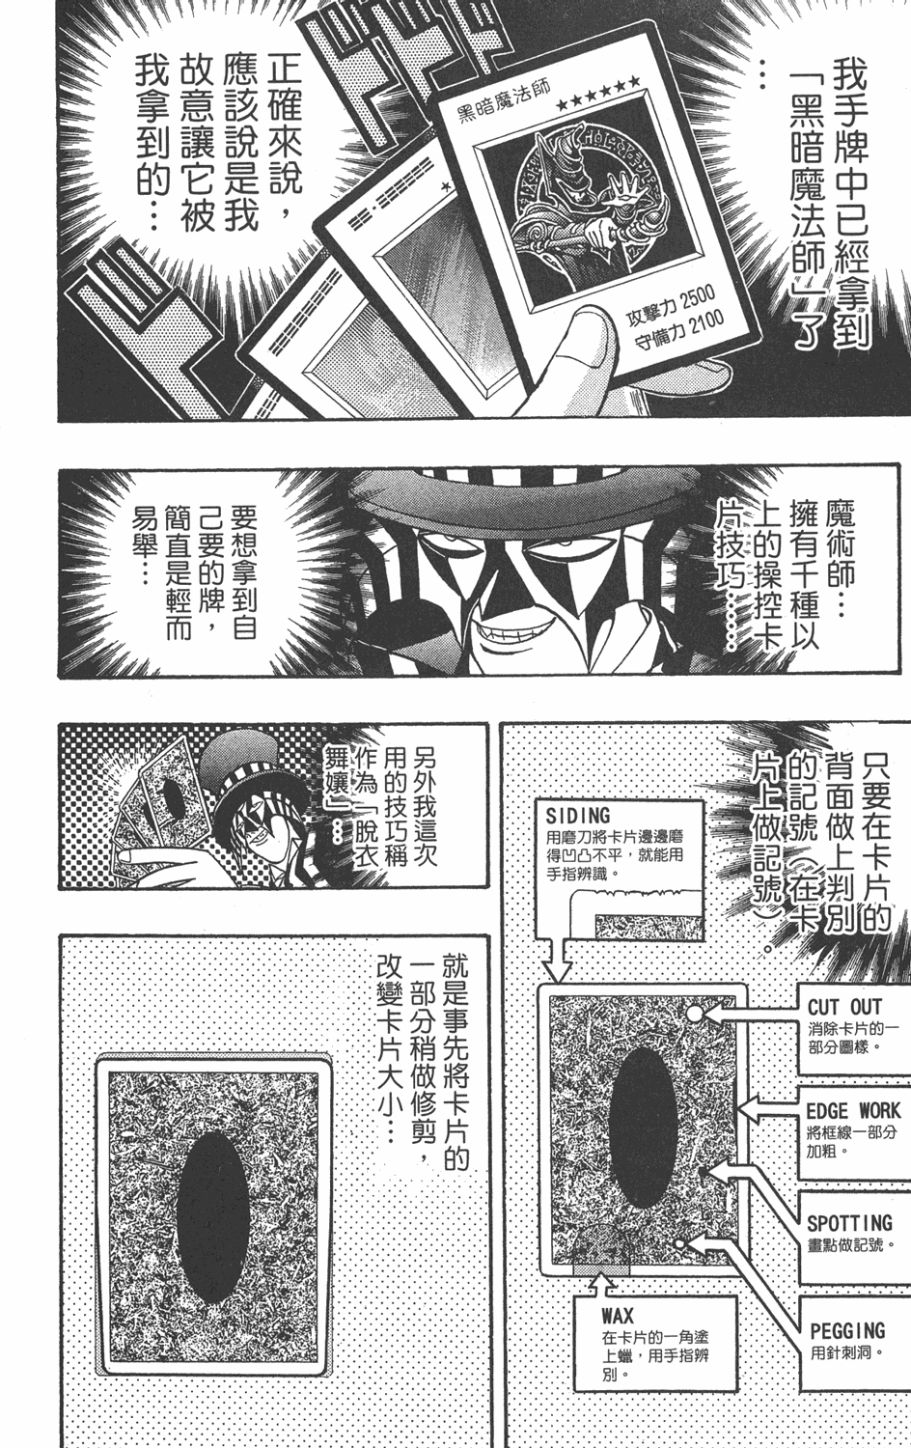 我手牌中已經拿到
「黑暗魔法師」了
…
黑暗魔法師
★★★★★★
攻擊力 2500
守備力 2100
ドドドド
正確來說，
應該說是我
故意讓它被
我拿到的…
魔術師…
擁有千種以
上的操控卡
片技巧……
要想拿到自
己要的牌，
簡直是輕而
易舉…
只要在卡片的
背面做上判別
的記號（在卡
片上做記號）。
SIDING
用磨刀將卡片邊邊磨
得凹凸不平，就能用
手指辨識。
CUT OUT
消除卡片的一
部分圖樣。
EDGE WORK
將框線一部分
加粗。
SPOTTING
畫點做記號。
PEGGING
用針刺洞。
WAX
在卡片的一角塗
上蠟，用手指辨
別。
另外我這次
用的技巧稱
作為「脫衣
舞孃」…
就是事先將卡片的
一部分稍做修剪，
改變卡片大小…